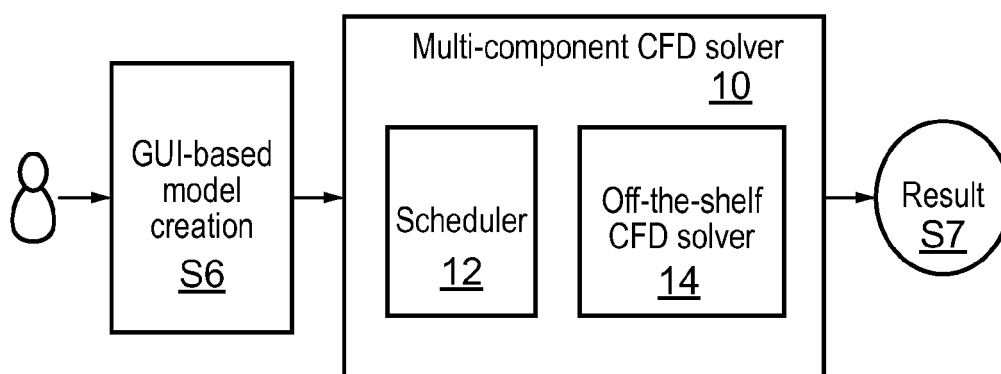 GUI-based
model
creation
S6
Multi-component CFD solver
10
Scheduler
12
Off-the-shelf
CFD solver
14
Result
S7